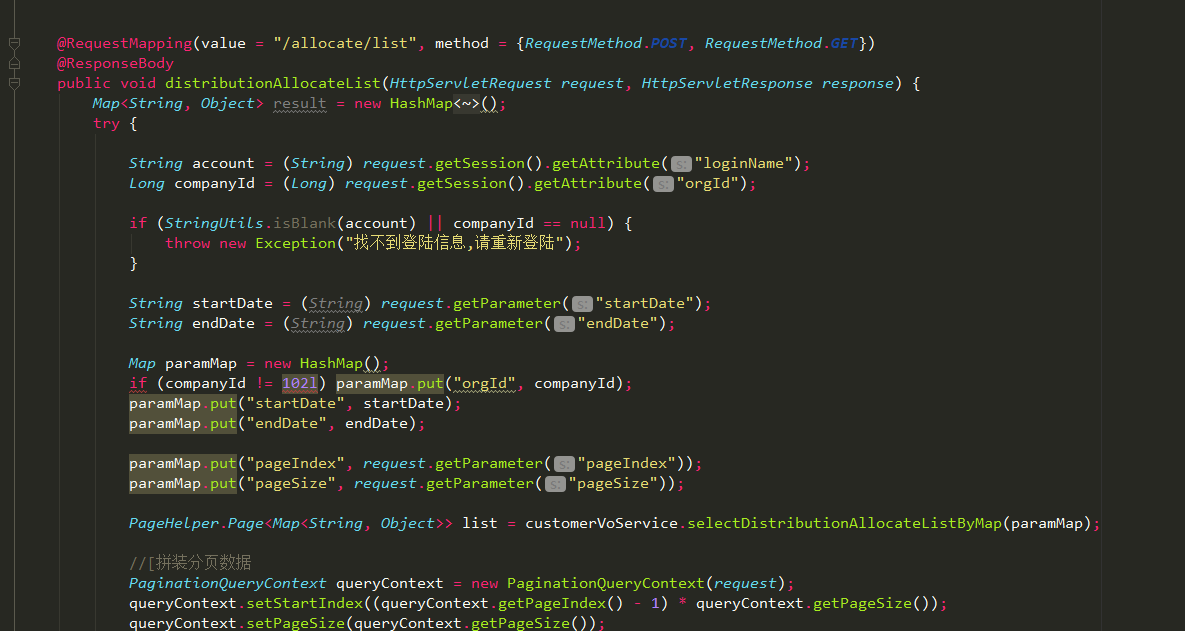 @RequestMapping(value = "/allocate/list", method = {RequestMethod.POST, RequestMethod.GET})
@ResponseBody
public void distributionAllocateList(HttpServletRequest request, HttpServletResponse response) {
Map<String, Object> result = new HashMap<~>();
try {
String account = (String) request.getSession().getAttribute( s: "loginName");
Long companyId = (Long) request.getSession().getAttribute( s: "orgId");
if (StringUtils.isBlank(account) || companyId == null) {
throw new Exception("找不到登陆信息,请重新登陆");
}
String startDate = (String) request.getParameter( s: "startDate");
String endDate = (String) request.getParameter( s: "endDate");
Map paramMap = new HashMap();
if (companyId != 102l) paramMap.put("orgId", companyId);
paramMap.put("startDate", startDate);
paramMap.put("endDate", endDate);
paramMap.put("pageIndex", request.getParameter( s: "pageIndex"));
paramMap.put("pageSize", request.getParameter( s: "pageSize"));
PageHelper.Page<Map<String, Object>> list = customerVoService.selectDistributionAllocateListByMap(paramMap);
//[拼装分页数据
PaginationQueryContext queryContext = new PaginationQueryContext(request);
queryContext.setStartIndex((queryContext.getPageIndex() - 1) * queryContext.getPageSize());
queryContext.setPageSize(queryContext.getPageSize());